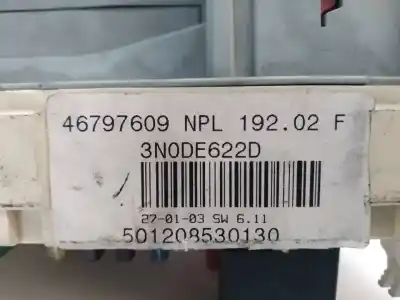 46797609 NPL 192.02 F
3N0DE622D
27-01-03 SW 6.11
501208530130